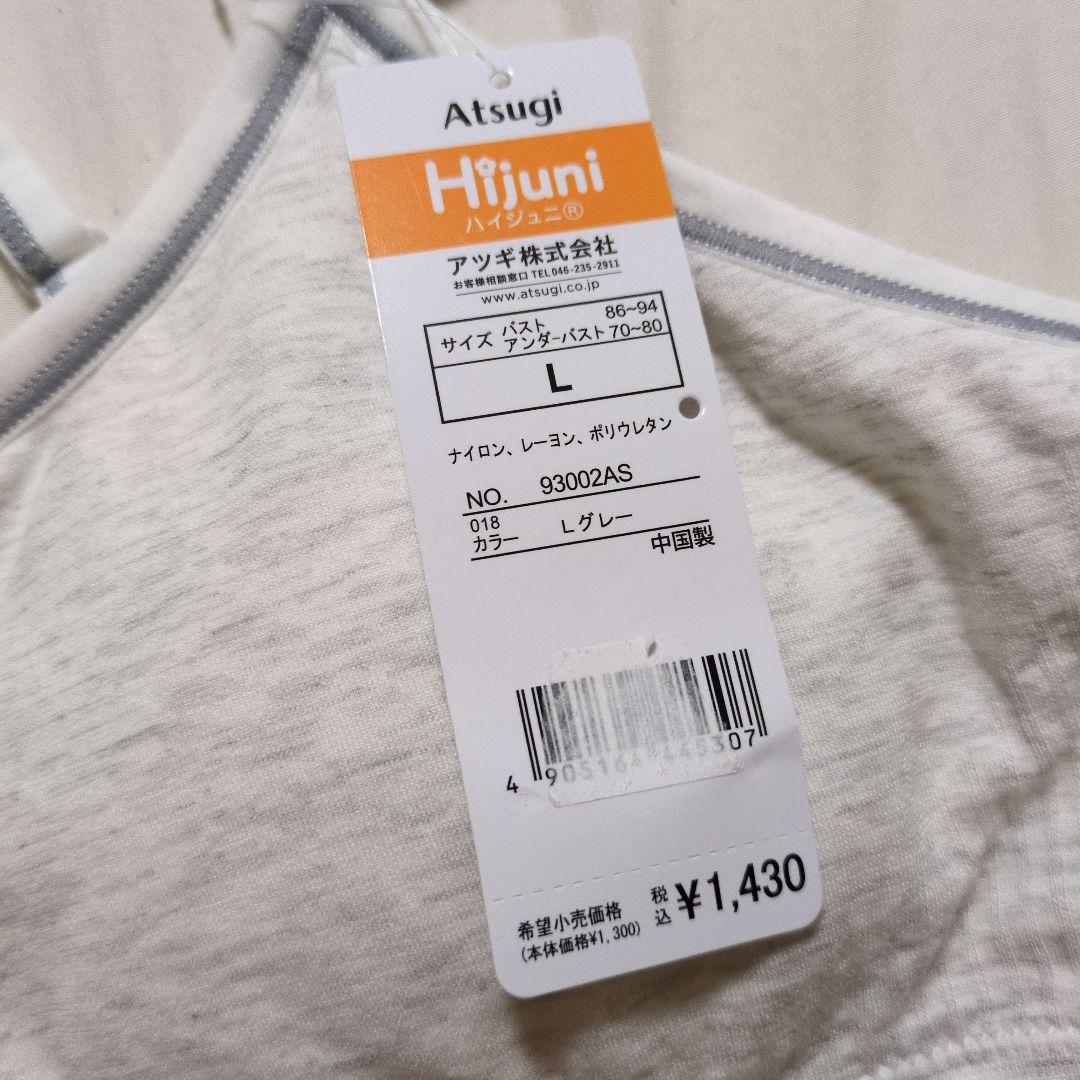 Atsugi
Hijuni
ハイジュニ®
アツギ株式会社
お客様相談窓口 TEL046-235-2911
www.atsugi.co.jp
サイズ バスト 86~94
アンダーバスト 70~80
L
ナイロン、レーヨン、ポリウレタン
NO. 93002AS
018
カラー Lグレー
中国製
希望小売価格 税込 ¥1,430
(本体価格¥1,300)